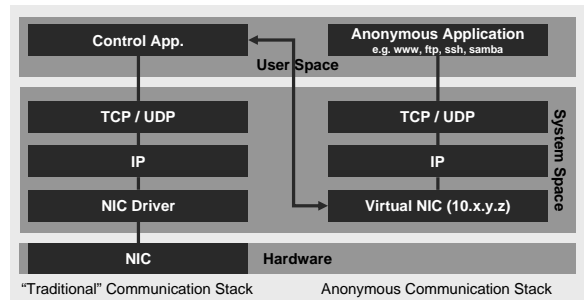 Control App.
Anonymous Application
e.g. www, ftp, ssh, samba
User Space
TCP / UDP
TCP / UDP
IP
IP
NIC Driver
Virtual NIC (10.x.y.z)
System Space
NIC
Hardware
“Traditional” Communication Stack
Anonymous Communication Stack